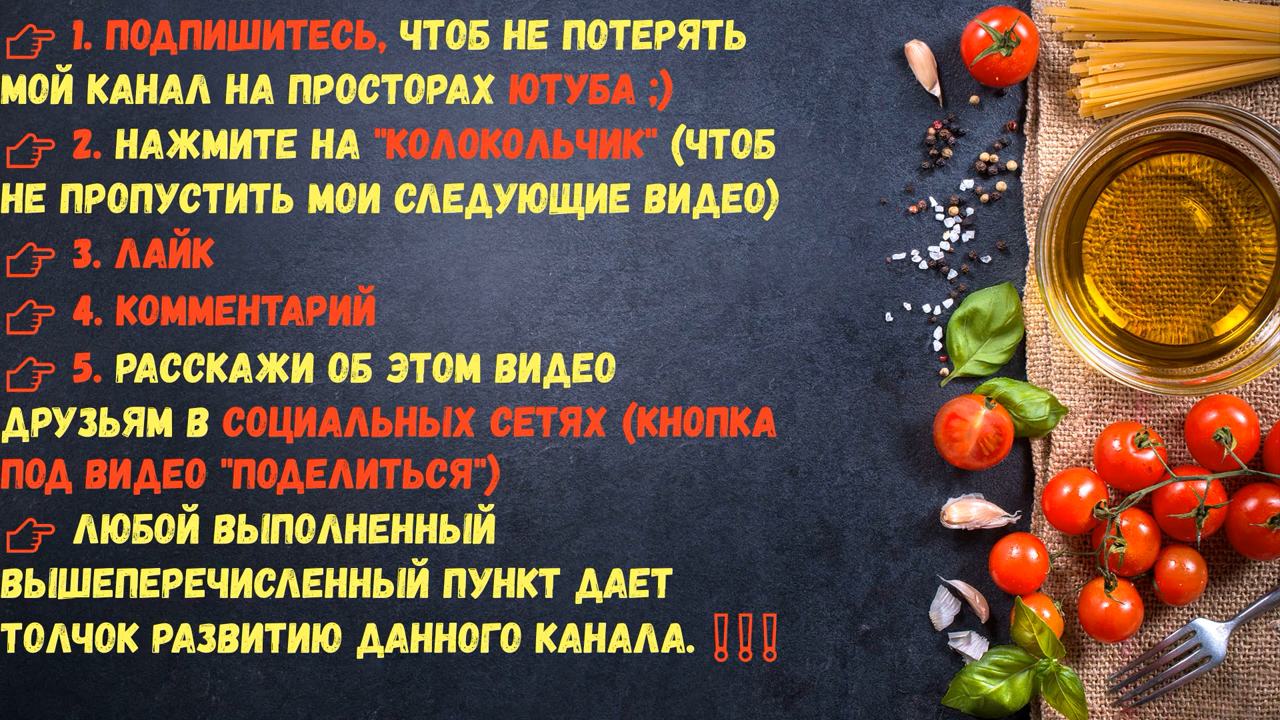 👉 1. ПОДПИШИТЕСЬ, ЧТОБ НЕ ПОТЕРЯТЬ
МОЙ КАНАЛ НА ПРОСТОРАХ ЮТУБА ;)
👉 2. НАЖМИТЕ НА "КОЛОКОЛЬЧИК" (ЧТОБ
НЕ ПРОПУСТИТЬ МОИ СЛЕДУЮЩИЕ ВИДЕО)
👉 3. ЛАЙК
👉 4. КОММЕНТАРИЙ
👉 5. РАССКАЖИ ОБ ЭТОМ ВИДЕО
ДРУЗЬЯМ В СОЦИАЛЬНЫХ СЕТЯХ (КНОПКА
ПОД ВИДЕО "ПОДЕЛИТЬСЯ")
👉 ЛЮБОЙ ВЫПОЛНЕННЫЙ
ВЫШЕПЕРЕЧИСЛЕННЫЙ ПУНКТ ДАЕТ
ТОЛЧОК РАЗВИТИЮ ДАННОГО КАНАЛА. !!!